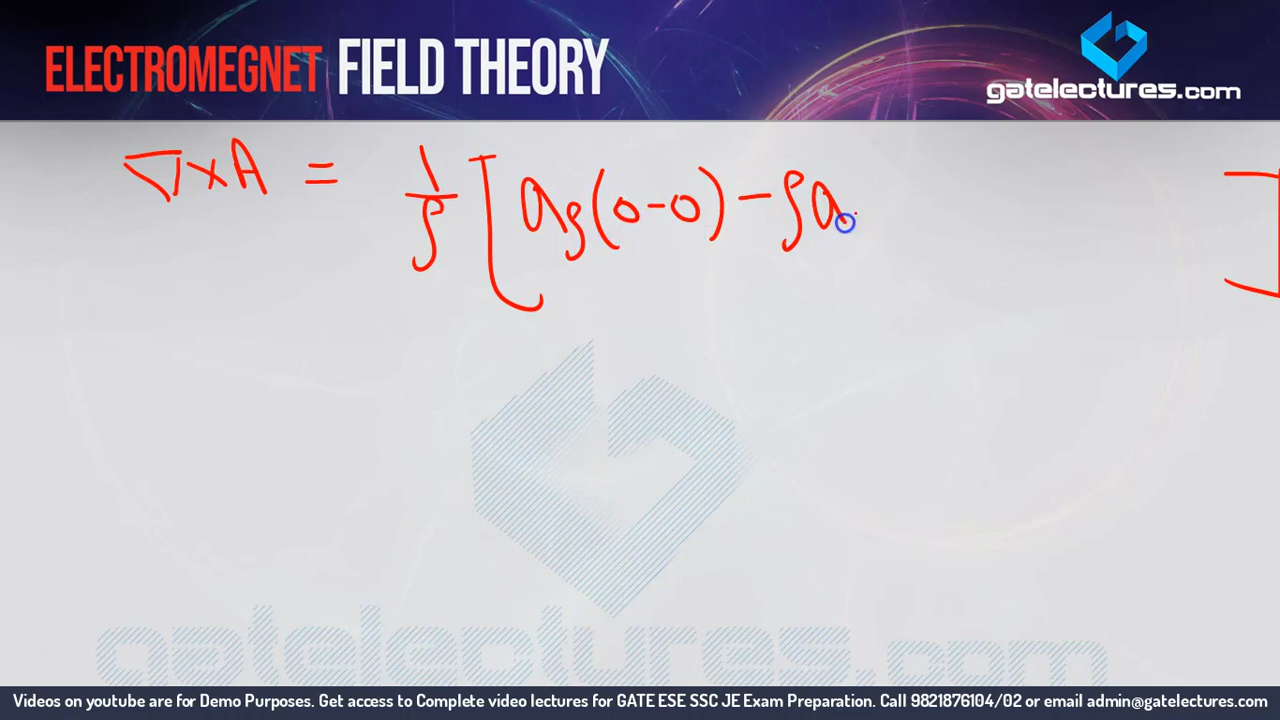 ELECTROMEGNET FIELD THEORY
gatelectures.com
∇×A = 1/ρ [ aρ(0-0) - ρa ]
gatelectures.com
Videos on youtube are for Demo Purposes. Get access to Complete video lectures for GATE ESE SSC JE Exam Preparation. Call 9821876104/02 or email admin@gatelectures.com